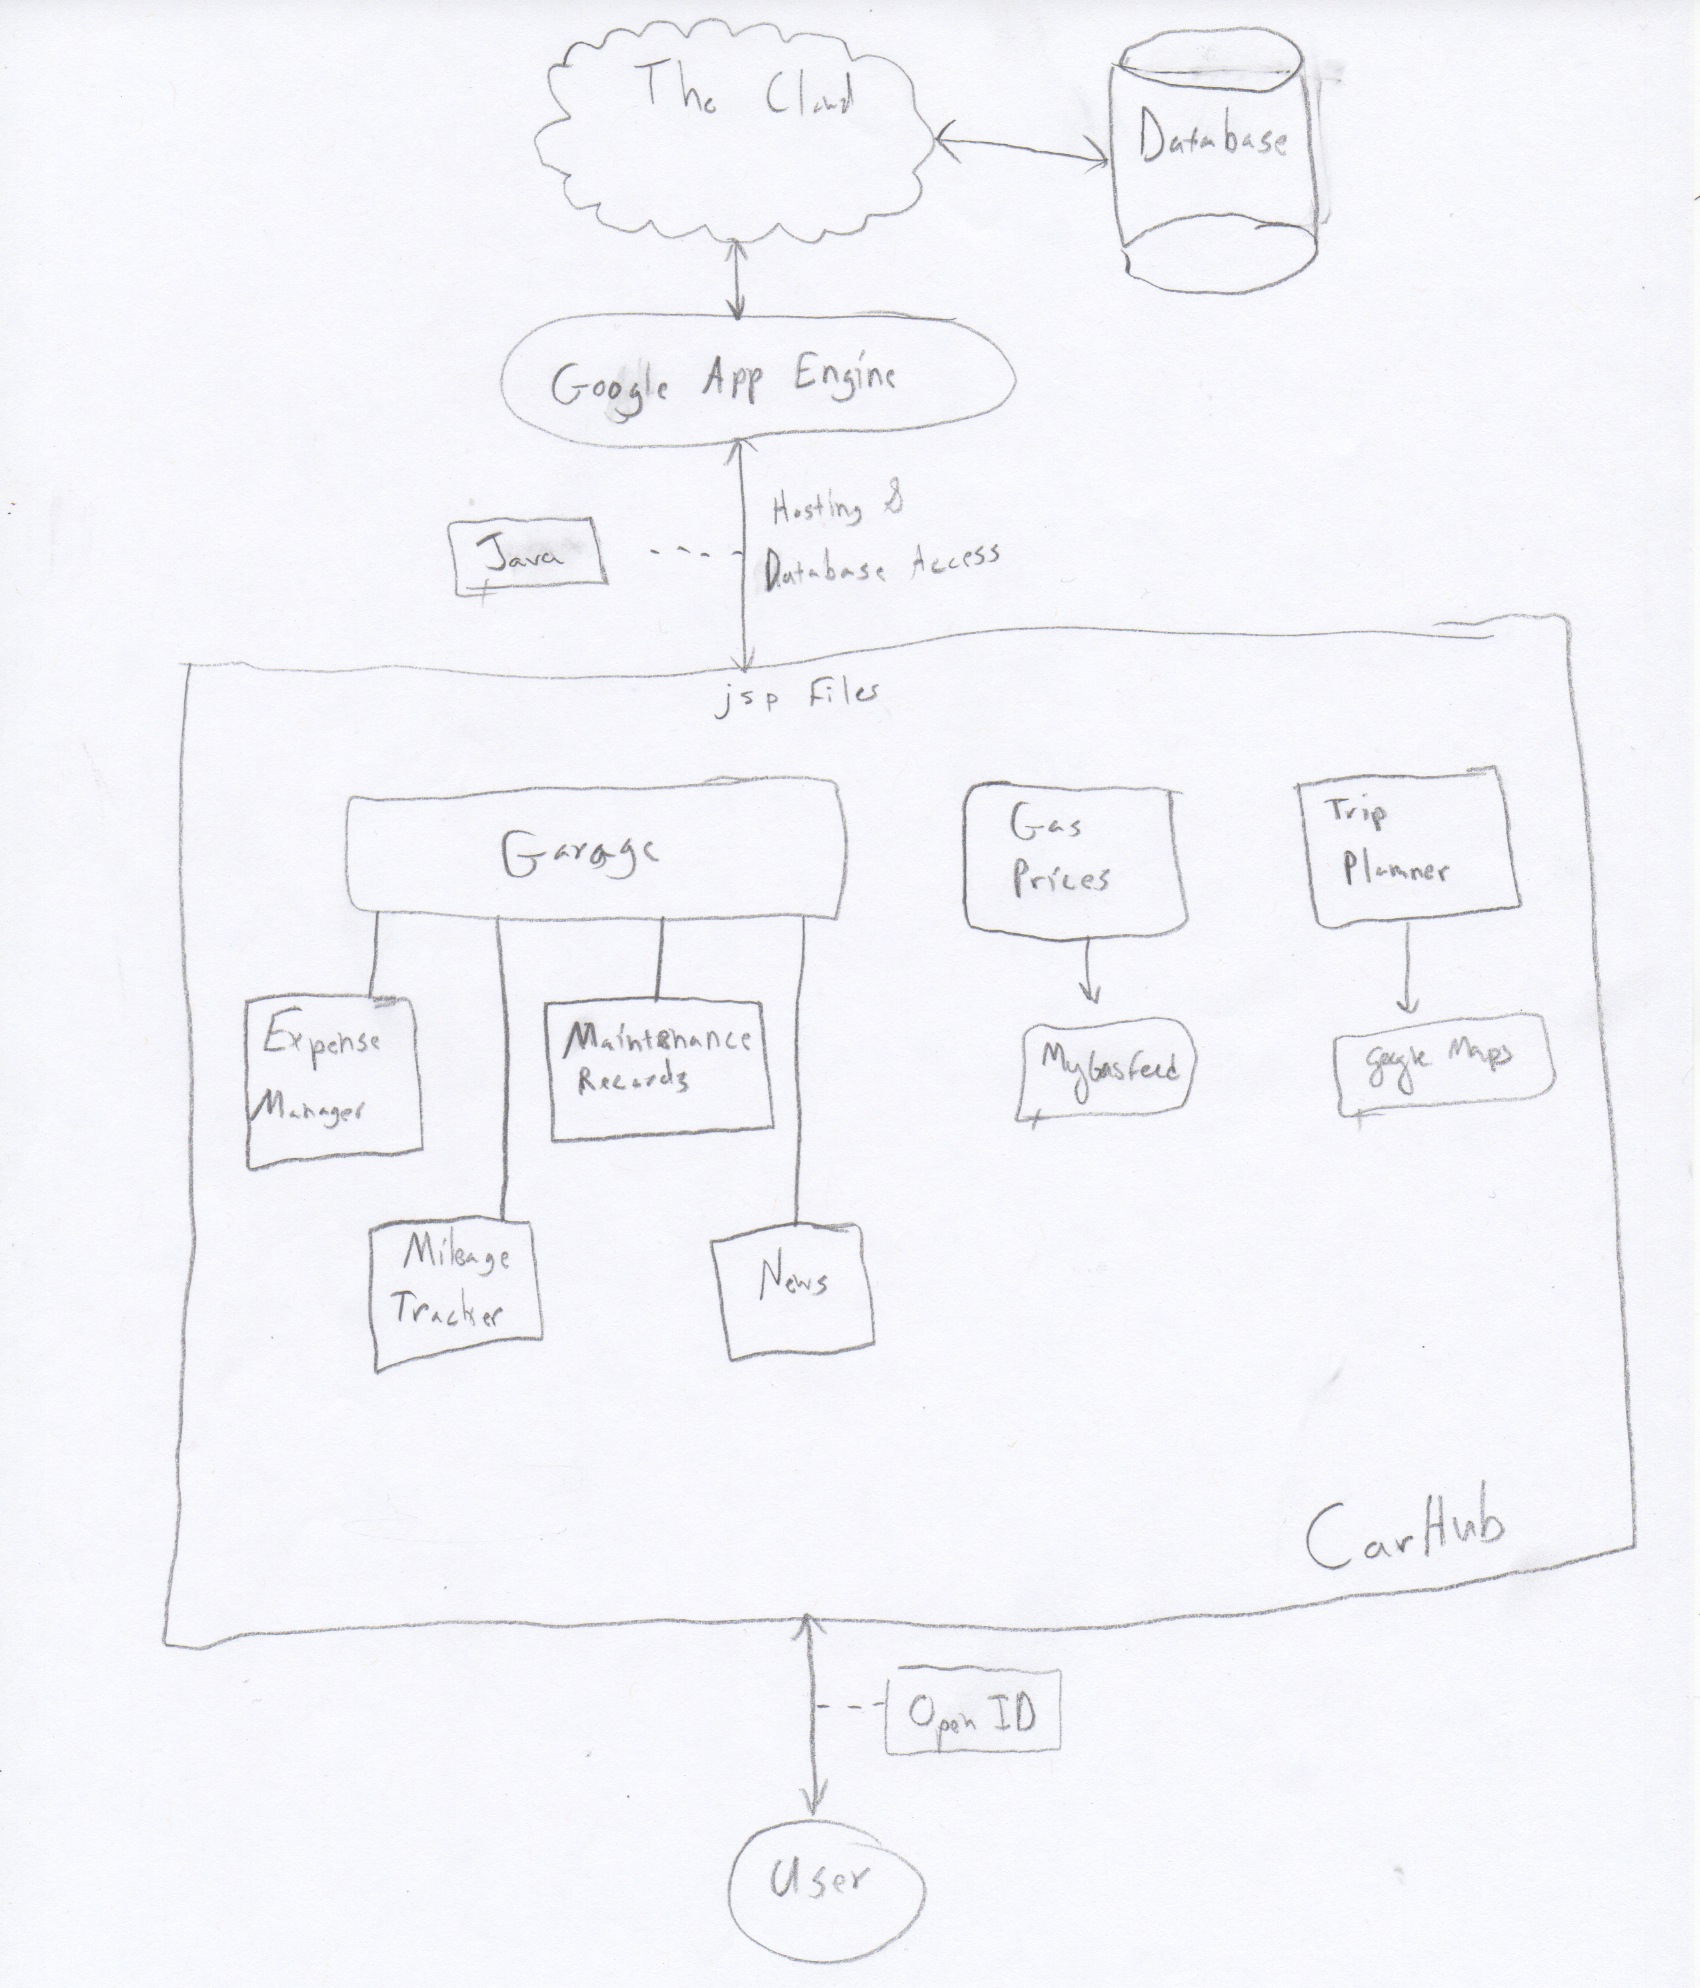 The Cloud
Database
Google App Engine
Java
Hosting &
Database Access
jsp Files
Garage
Gas
Prices
Trip
Planner
Expense
Manager
Maintenance
Records
MyGasFeed
Google Maps
Mileage
Tracker
News
CarHub
Open ID
User